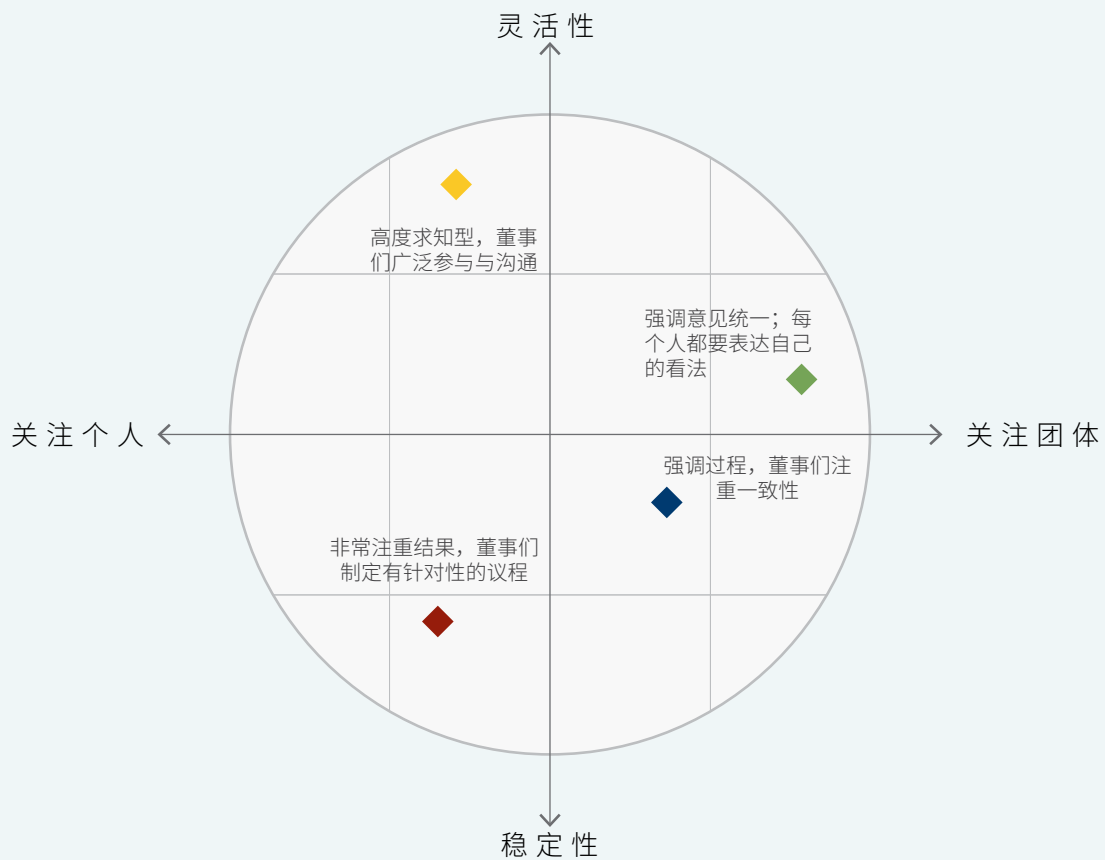 灵活性
高度求知型，董事
们广泛参与与沟通
强调意见统一；每
个人都要表达自己
的看法
关注个人
关注团体
强调过程，董事们注
重一致性
非常注重结果，董事们
制定有针对性的议程
稳定性